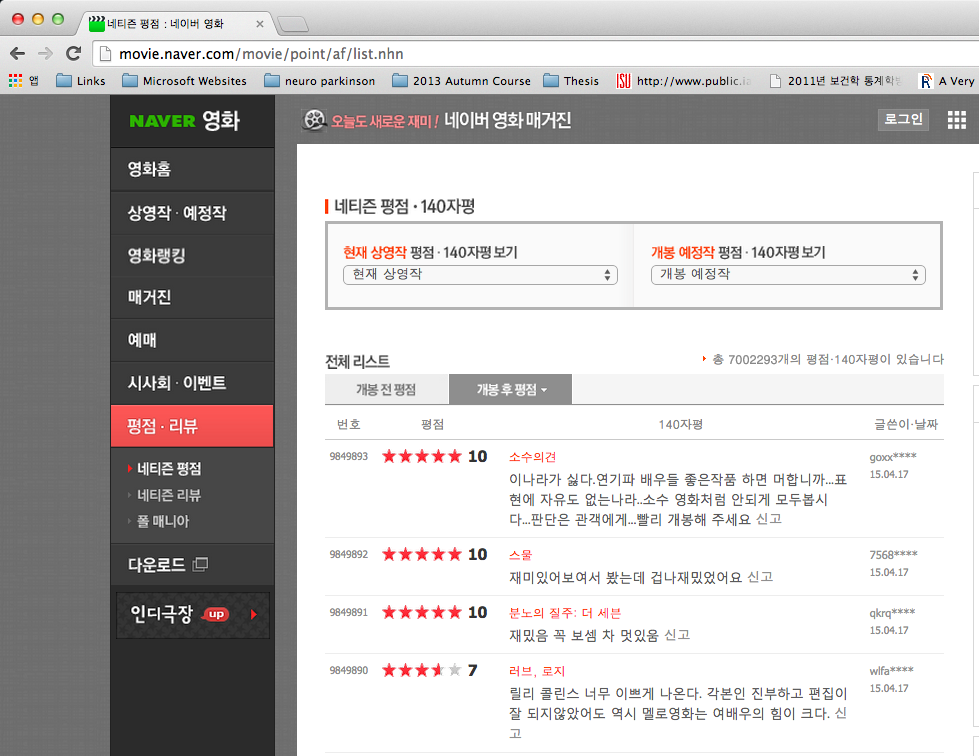 네티즌 평점 : 네이버 영화
movie.naver.com/movie/point/af/list.nhn
앱 Links Microsoft Websites neuro parkinson 2013 Autumn Course Thesis http://www.public.ia 2011년 보건학 통계학 A Very
NAVER 영화
오늘도 새로운 재미! 네이버 영화 매거진
로그인
영화홈
상영작 · 예정작
영화랭킹
매거진
예매
시사회 · 이벤트
평점 · 리뷰
네티즌 평점
네티즌 리뷰
폴 매니아
다운로드
인디극장 up
네티즌 평점 · 140자평
현재 상영작 평점 · 140자평 보기
현재 상영작
개봉 예정작 평점 · 140자평 보기
개봉 예정작
전체 리스트
총 7002293개의 평점·140자평이 있습니다
개봉 전 평점 개봉 후 평점
번호 평점 140자평 글쓴이·날짜
9849893 10 소수의견 goxx****
15.04.17
이나라가 싫다.연기파 배우들 좋은작품 하면 머합니까...표
현에 자유도 없는나라..소수 영화처럼 안되게 모두봅시
다...판단은 관객에게...빨리 개봉해 주세요 신고
9849892 10 스물 7568****
재미있어보여서 봤는데 겁나재밌었어요 신고 15.04.17
9849891 10 분노의 질주: 더 세븐 qkrq****
재밌음 꼭 보셈 차 멋있움 신고 15.04.17
9849890 7 러브, 로지 wlfa****
15.04.17
릴리 콜린스 너무 이쁘게 나온다. 각본인 진부하고 편집이
잘 되지않았어도 역시 멜로영화는 여배우의 힘이 크다. 신
고